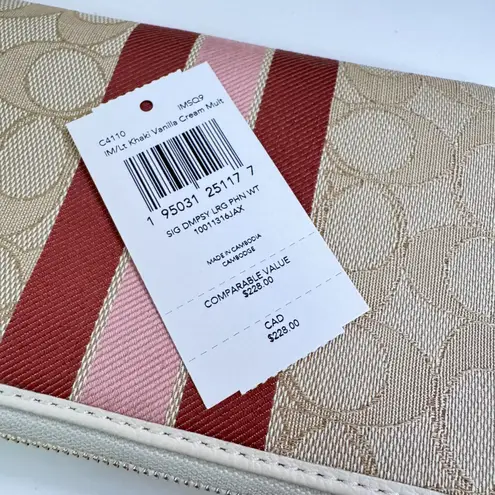 C4110 IMSQ9
IM/Lt Khaki Vanilla Cream Mult
1 95031 25117 7
SIG DMPSY LRG PHN WT
10011316JAX
MADE IN CAMBODIA
CAMBODGE
COMPARABLE VALUE
$228.00
CAD
$228.00